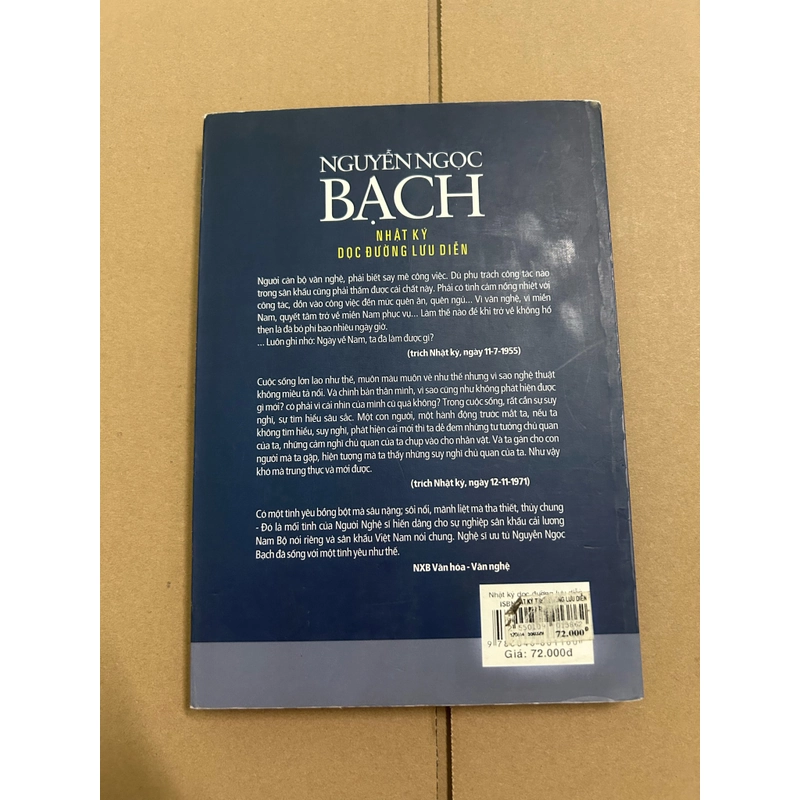 NGUYỄN NGỌC
BẠCH
NHẬT KÝ
DỌC ĐƯỜNG LƯU DIỄN
Người cán bộ văn nghệ, phải biết say mê công việc. Dù phụ trách công tác nào
trong sân khấu cũng phải thấm được cái chất này. Phải có tình cảm nồng nhiệt với
công tác, dồn vào công việc đến mức quên ăn, quên ngủ... Vì văn nghệ, vì miền
Nam, quyết tâm trở về miền Nam phục vụ... Làm thế nào để khi trở về không hổ
thẹn là đã bỏ phí bao nhiêu ngày giờ.
... Luôn ghi nhớ: Ngày về Nam, ta đã làm được gì?
(trích Nhật ký, ngày 11-7-1955)
Cuộc sống lớn lao như thế, muôn màu muôn vẻ như thế nhưng vì sao nghệ thuật
không miêu tả nổi. Và chính bản thân mình, vì sao cũng như không phát hiện được
gì mới? có phải vì cái nhìn của mình cũ quá không? Trong cuộc sống, rất cần sự suy
nghĩ, sự tìm hiểu sâu sắc. Một con người, một hành động trước mắt ta, nếu ta
không tìm hiểu, suy nghĩ, phát hiện cái mới thì ta dễ đem những tư tưởng chủ quan
của ta, những cảm nghĩ chủ quan của ta chụp vào cho nhân vật. Và ta gán cho con
người mà ta gặp, hiện tượng mà ta thấy những suy nghĩ chủ quan của ta. Như vậy
khó mà trung thực và mới được.
(trích Nhật ký, ngày 12-11-1971)
Có một tình yêu bồng bột mà sâu nặng; sôi nổi, mãnh liệt mà tha thiết, thủy chung
- Đó là mối tình của Người Nghệ sĩ hiến dâng cho sự nghiệp sân khấu cải lương
Nam Bộ nói riêng và sân khấu Việt Nam nói chung. Nghệ sĩ ưu tú Nguyễn Ngọc
Bạch đã sống với một tình yêu như thế.
NXB Văn hóa - Văn nghệ
Nhật ký dọc đường lưu diễn
ISBN
LƯU DIỄN
72.000đ
Giá: 72.000đ